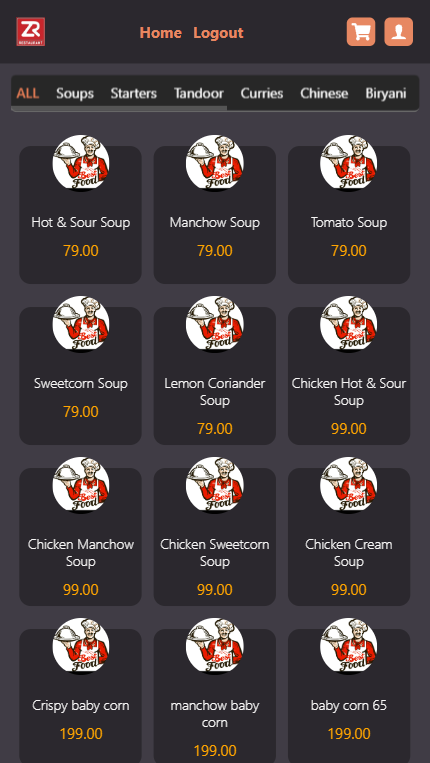 ZR
RESTAURANT
Home Logout
ALL Soups Starters Tandoor Curries Chinese Biryani
Best Food Best Food Best Food
Hot & Sour Soup Manchow Soup Tomato Soup
79.00 79.00 79.00
Best Food Best Food Best Food
Sweetcorn Soup Lemon Coriander Soup Chicken Hot & Sour Soup
79.00 79.00 99.00
Best Food Best Food Best Food
Chicken Manchow Soup Chicken Sweetcorn Soup Chicken Cream Soup
99.00 99.00 99.00
Best Food Best Food Best Food
Crispy baby corn manchow baby corn baby corn 65
199.00 199.00 199.00